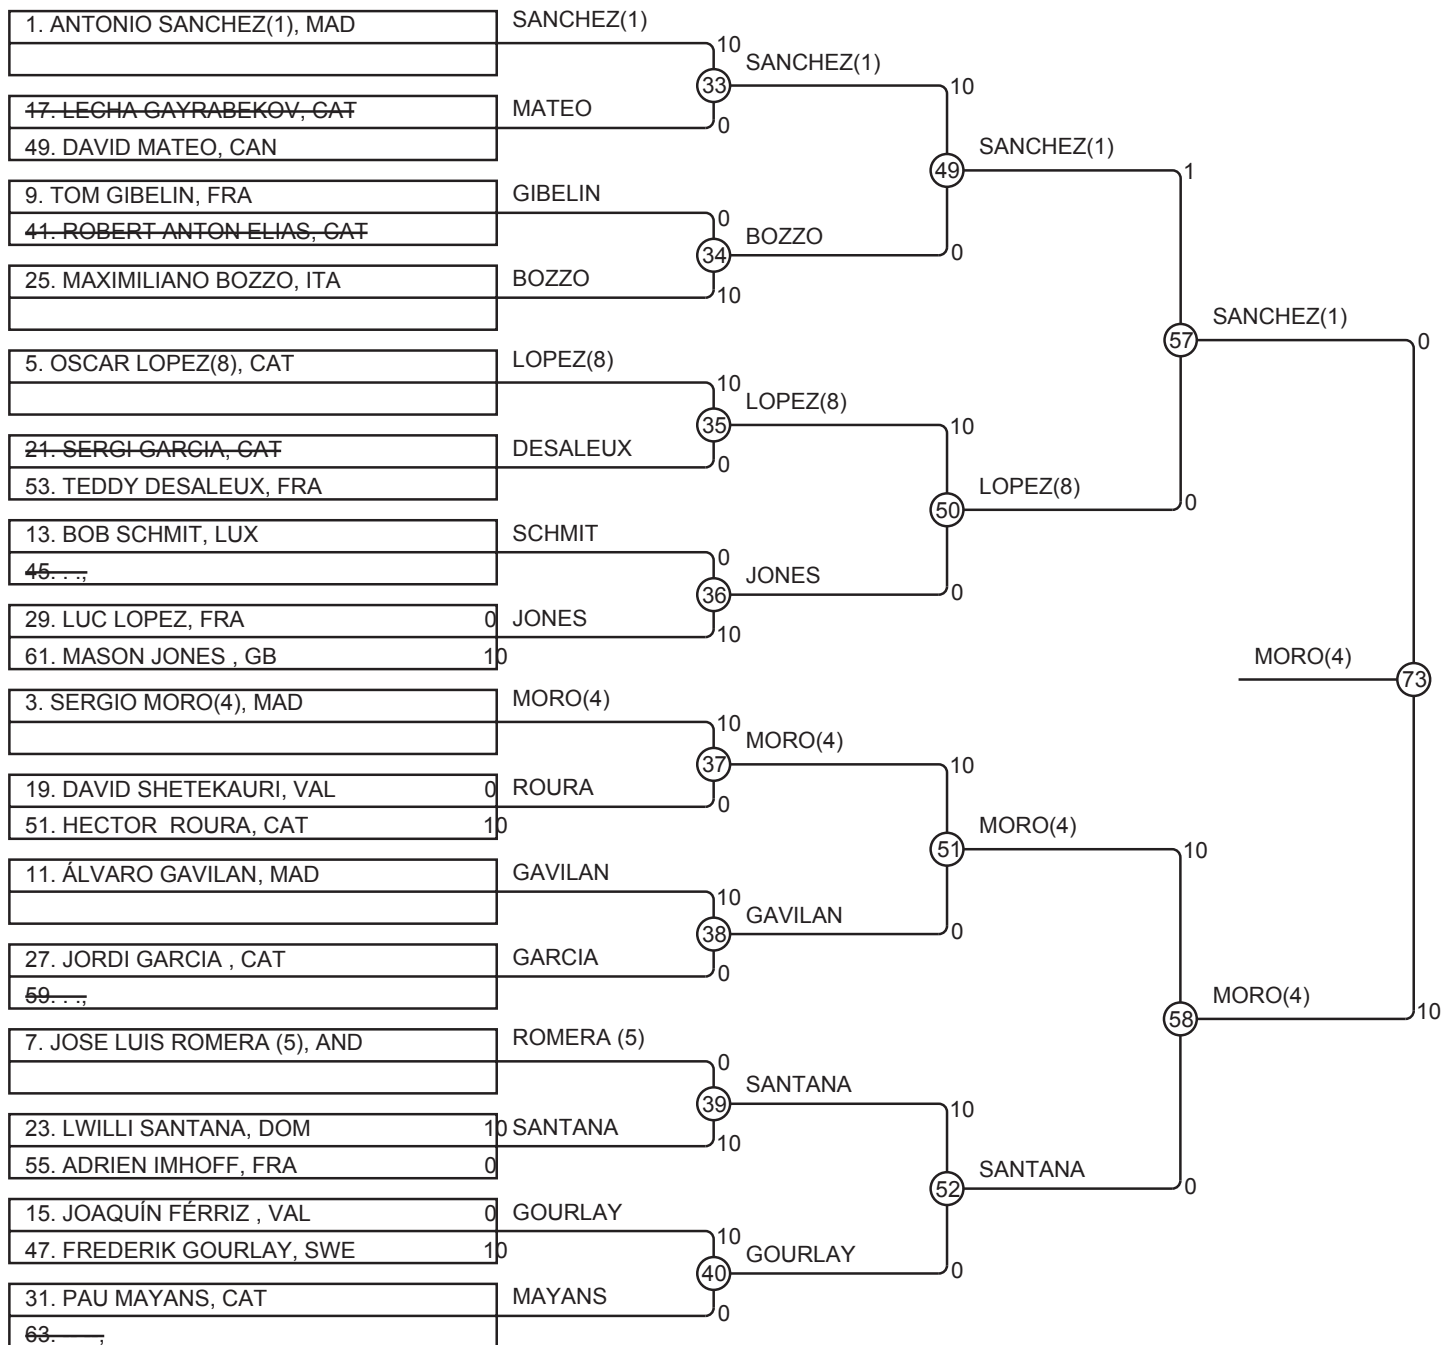 1. ANTONIO SANCHEZ(1), MAD
SANCHEZ(1)
10
33
SANCHEZ(1)
17. LECHA GAYRABEKOV, CAT
49. DAVID MATEO, CAN
MATEO
0
10
49
SANCHEZ(1)
9. TOM GIBELIN, FRA
41. ROBERT ANTON ELIAS, CAT
GIBELIN
0
34
BOZZO
0
25. MAXIMILIANO BOZZO, ITA
BOZZO
10
1
57
SANCHEZ(1)
5. OSCAR LOPEZ(8), CAT
LOPEZ(8)
10
35
LOPEZ(8)
21. SERGI GARCIA, CAT
53. TEDDY DESALEUX, FRA
DESALEUX
0
10
50
LOPEZ(8)
0
13. BOB SCHMIT, LUX
45. . .,
SCHMIT
0
36
JONES
0
29. LUC LOPEZ, FRA 0
61. MASON JONES , GB 10
JONES
10
0
73
MORO(4)
3. SERGIO MORO(4), MAD
MORO(4)
10
37
MORO(4)
19. DAVID SHETEKAURI, VAL 0
51. HECTOR  ROURA, CAT 10
ROURA
0
10
51
MORO(4)
11. ÁLVARO GAVILAN, MAD
GAVILAN
10
38
GAVILAN
0
27. JORDI GARCIA , CAT
59. . .,
GARCIA
0
10
58
MORO(4)
10
7. JOSE LUIS ROMERA (5), AND
ROMERA (5)
0
39
SANTANA
23. LWILLI SANTANA, DOM 10
55. ADRIEN IMHOFF, FRA 0
SANTANA
10
10
52
SANTANA
0
15. JOAQUÍN FÉRRIZ , VAL 0
47. FREDERIK GOURLAY, SWE 10
GOURLAY
10
40
GOURLAY
0
31. PAU MAYANS, CAT
63. ,
MAYANS
0